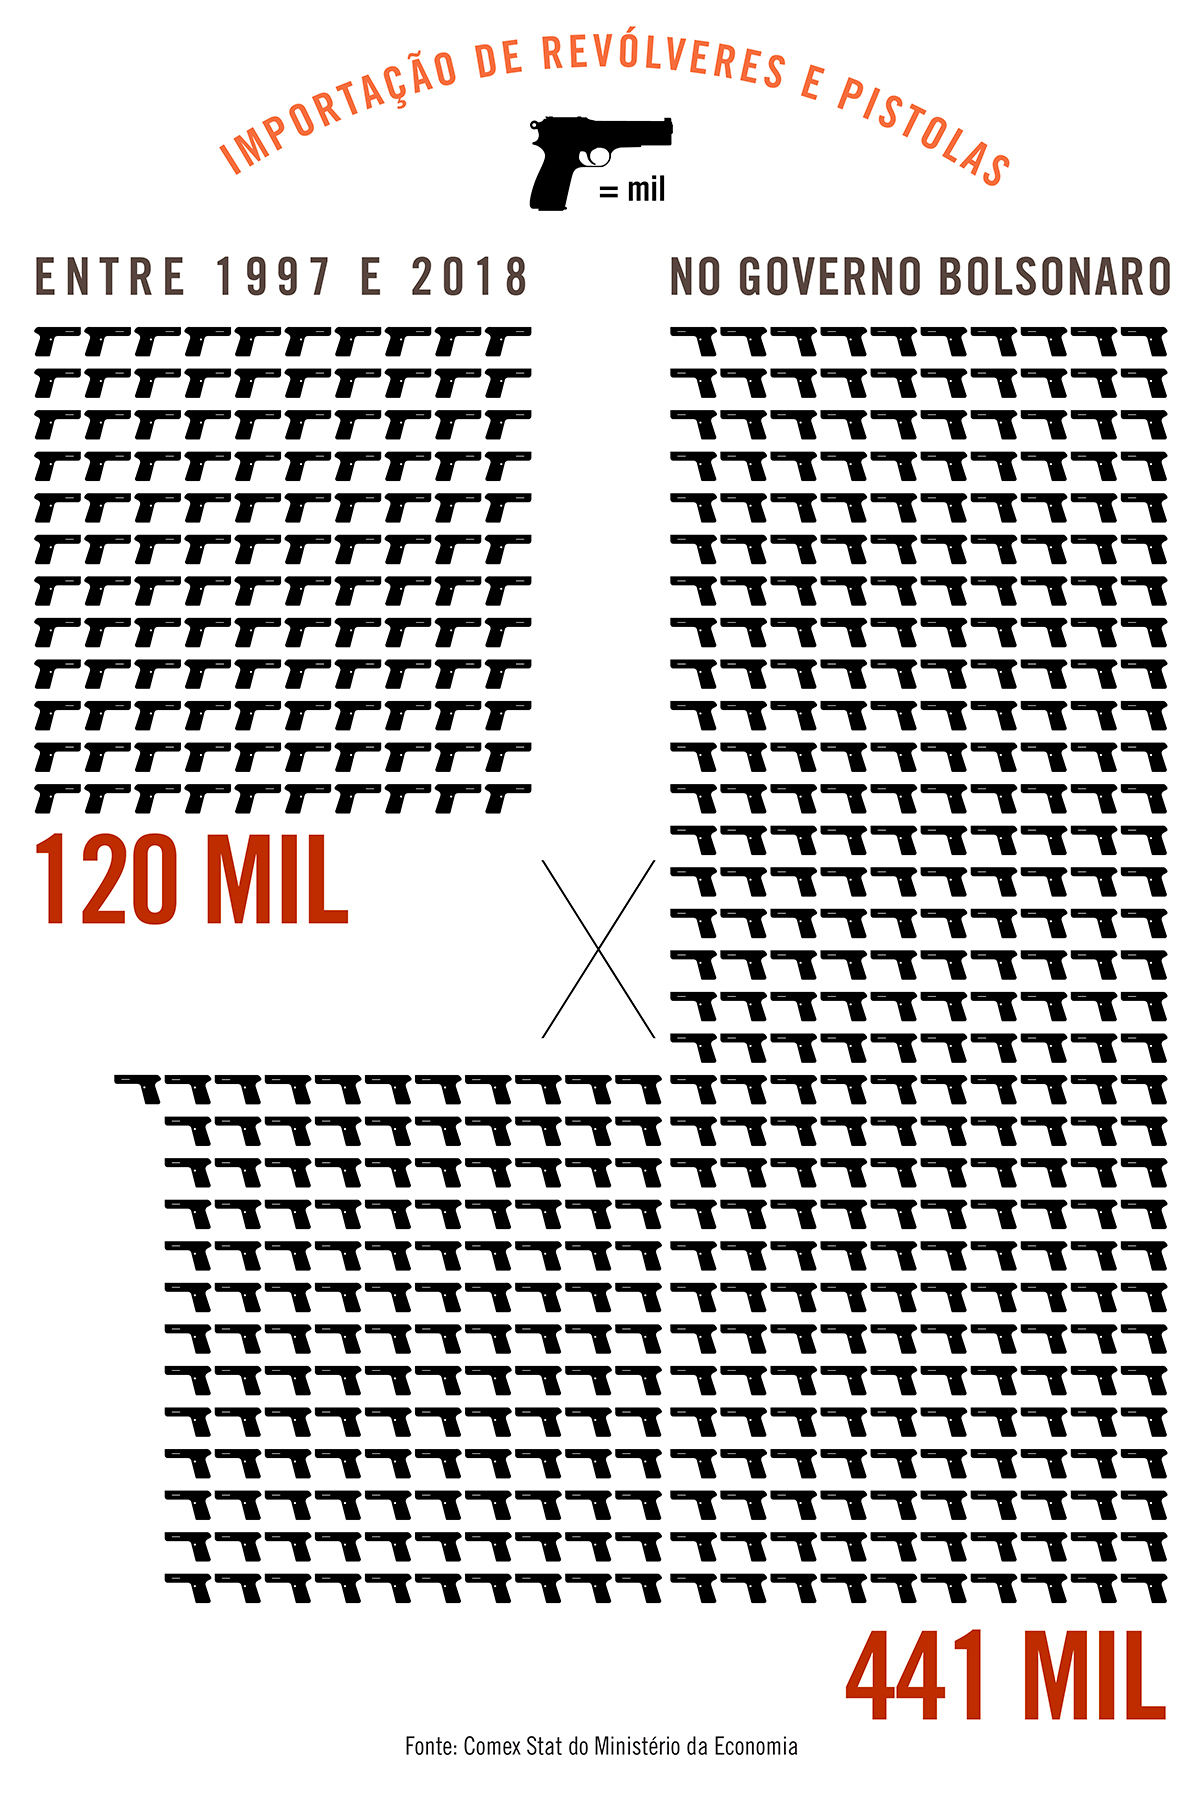 IMPORTAÇÃO DE REVÓLVERES E PISTOLAS
= mil
ENTRE 1997 E 2018
NO GOVERNO BOLSONARO
120 MIL
441 MIL
Fonte: Comex Stat do Ministério da Economia